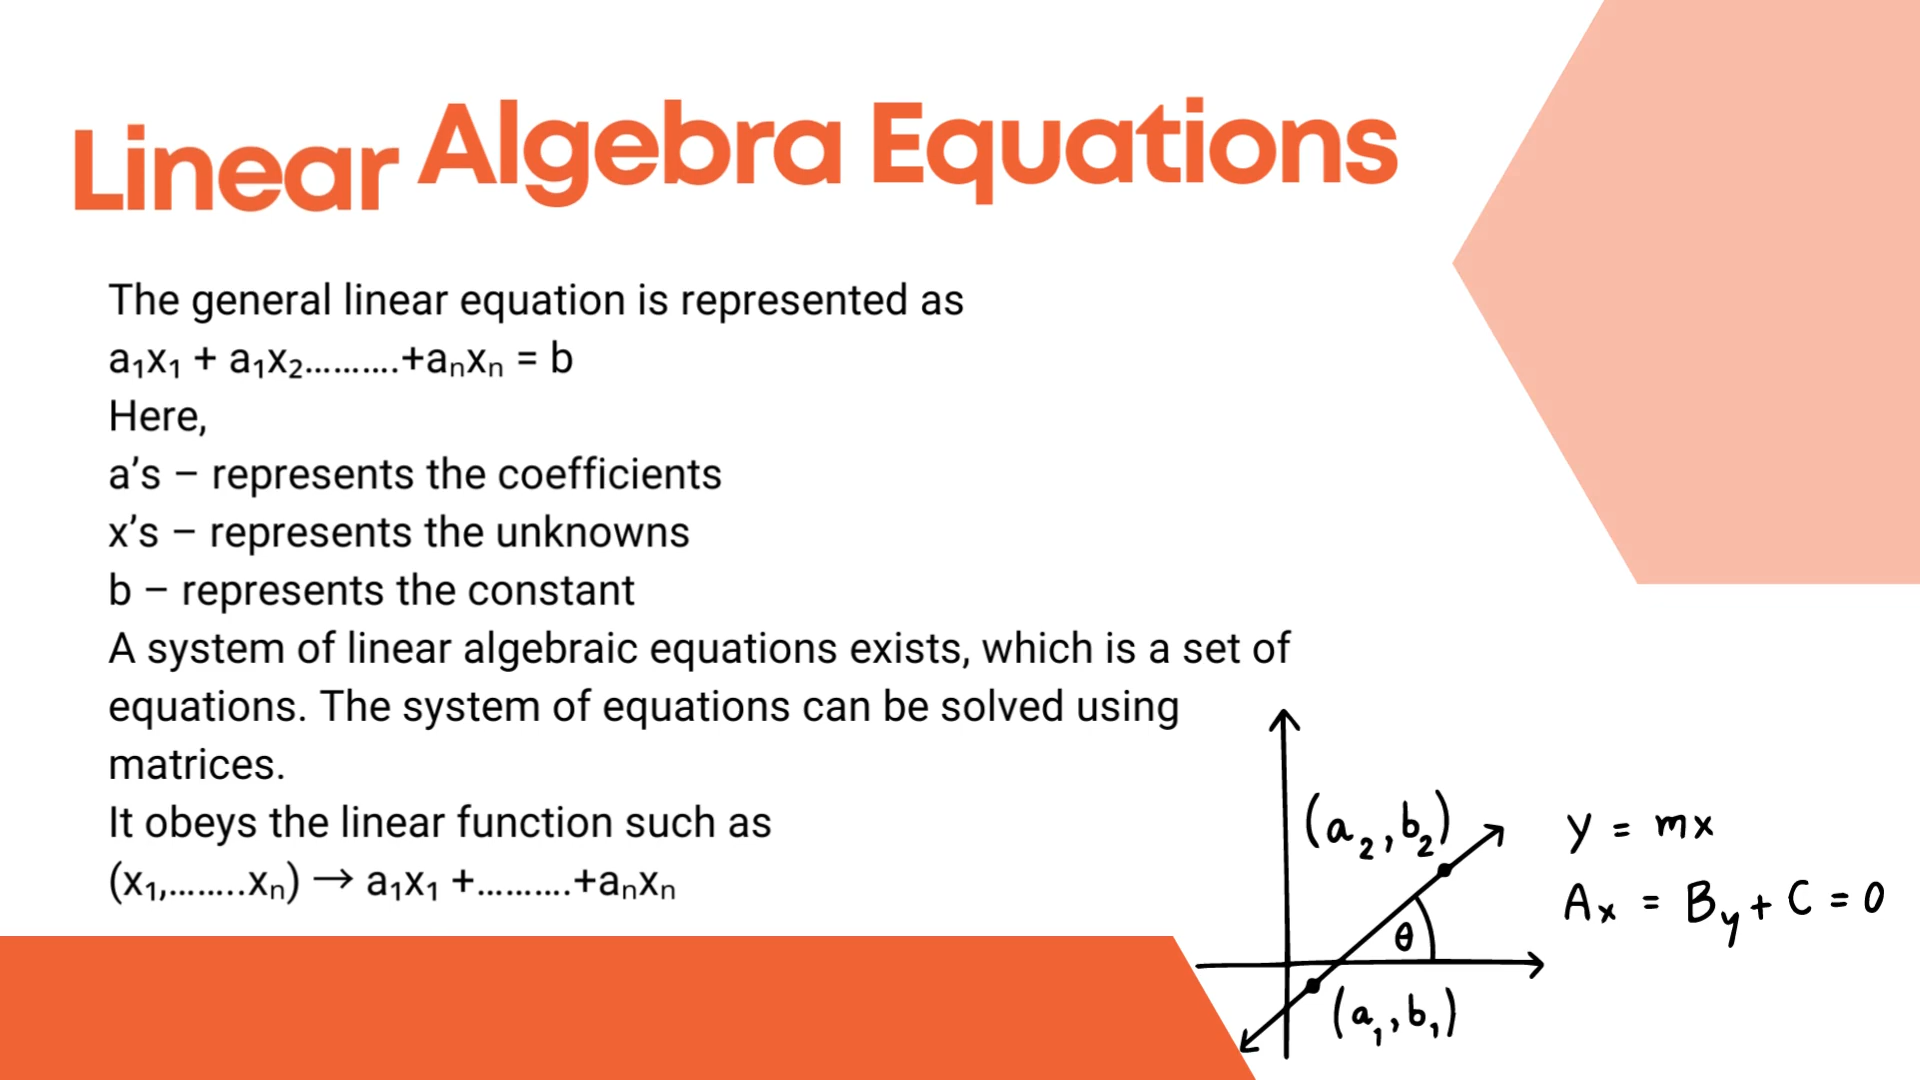 Linear Algebra Equations
The general linear equation is represented as
a₁x₁ + a₁x₂..........+aₙxₙ = b
Here,
a’s – represents the coefficients
x’s – represents the unknowns
b – represents the constant
A system of linear algebraic equations exists, which is a set of
equations. The system of equations can be solved using
matrices.
It obeys the linear function such as
(x₁,........xₙ) → a₁x₁ +..........+aₙxₙ
(a₂,b₂)
y = mx
Ax = By + C = 0
θ
(a₁,b₁)